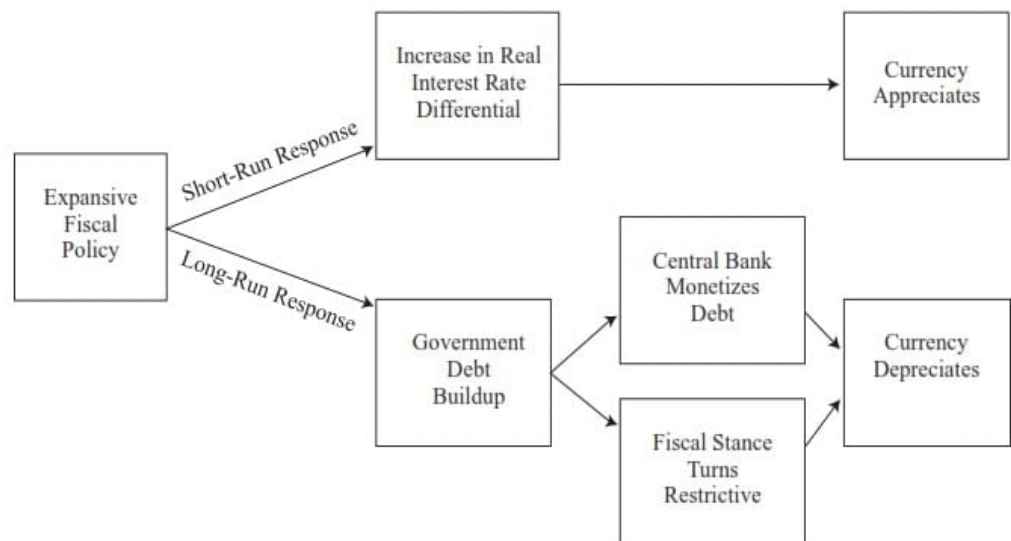 Expansive
Fiscal
Policy
Short-Run Response
Long-Run Response
Increase in Real
Interest Rate
Differential
Currency
Appreciates
Government
Debt
Buildup
Central Bank
Monetizes
Debt
Fiscal Stance
Turns
Restrictive
Currency
Depreciates